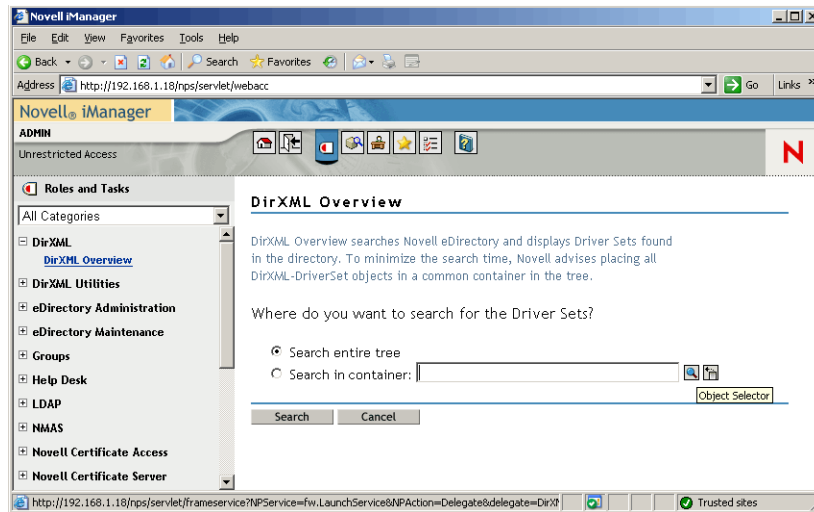 Novell iManager
File Edit View Favorites Tools Help
Back Search Favorites
Address http://192.168.1.18/nps/servlet/webacc Go Links »
Novell® iManager
ADMIN
Unrestricted Access
N
Roles and Tasks
All Categories
DirXML
DirXML Overview
DirXML Utilities
eDirectory Administration
eDirectory Maintenance
Groups
Help Desk
LDAP
NMAS
Novell Certificate Access
Novell Certificate Server
DirXML Overview
DirXML Overview searches Novell eDirectory and displays Driver Sets found
in the directory. To minimize the search time, Novell advises placing all
DirXML-DriverSet objects in a common container in the tree.
Where do you want to search for the Driver Sets?
Search entire tree
Search in container:
Object Selector
Search Cancel
http://192.168.1.18/nps/servlet/frameservice?NPService=fw.LaunchService&NPAction=Delegate&delegate=DirXM Trusted sites